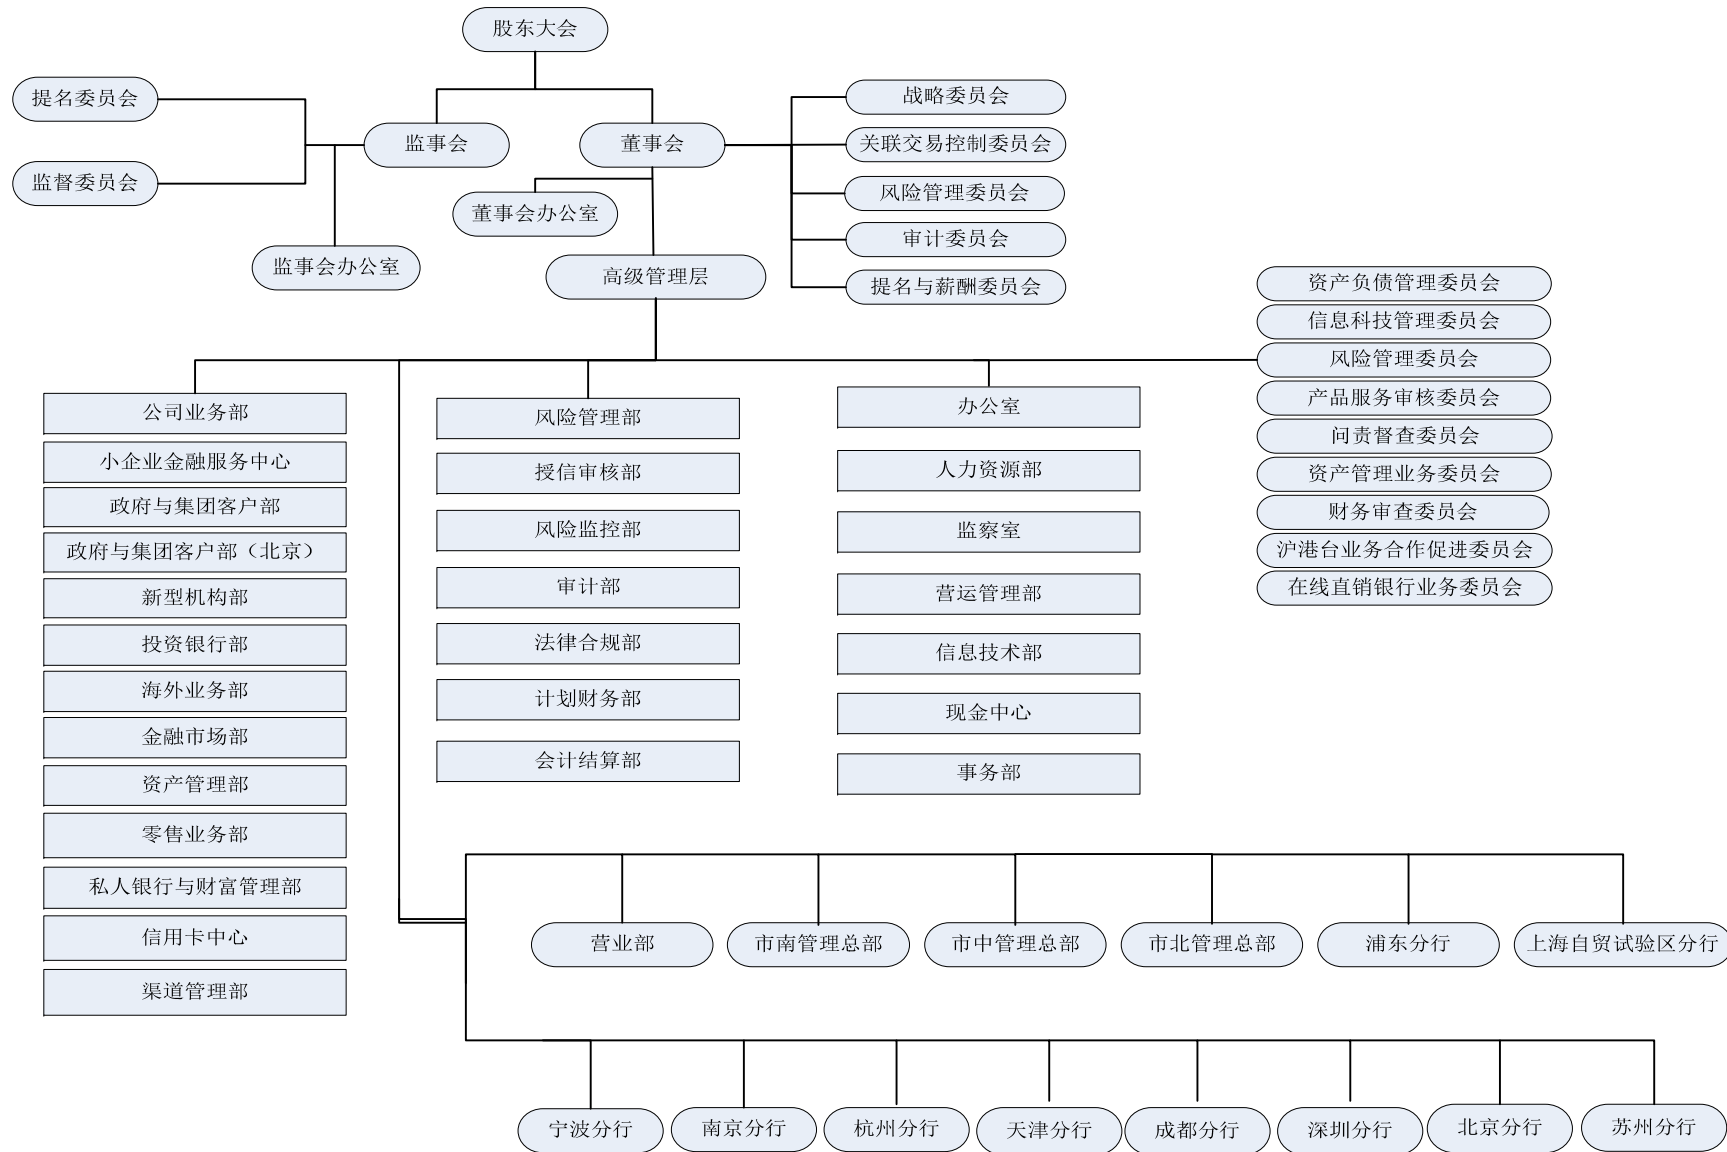 股东大会
提名委员会
监督委员会
监事会
董事会
监事会办公室
董事会办公室
高级管理层
战略委员会
关联交易控制委员会
风险管理委员会
审计委员会
提名与薪酬委员会
资产负债管理委员会
信息科技管理委员会
风险管理委员会
产品服务审核委员会
问责督查委员会
资产管理业务委员会
财务审查委员会
沪港台业务合作促进委员会
在线直销银行业务委员会
公司业务部
小企业金融服务中心
政府与集团客户部
政府与集团客户部（北京）
新型机构部
投资银行部
海外业务部
金融市场部
资产管理部
零售业务部
私人银行与财富管理部
信用卡中心
渠道管理部
风险管理部
授信审核部
风险监控部
审计部
法律合规部
计划财务部
会计结算部
办公室
人力资源部
监察室
营运管理部
信息技术部
现金中心
事务部
营业部
市南管理总部
市中管理总部
市北管理总部
浦东分行
上海自贸试验区分行
宁波分行
南京分行
杭州分行
天津分行
成都分行
深圳分行
北京分行
苏州分行